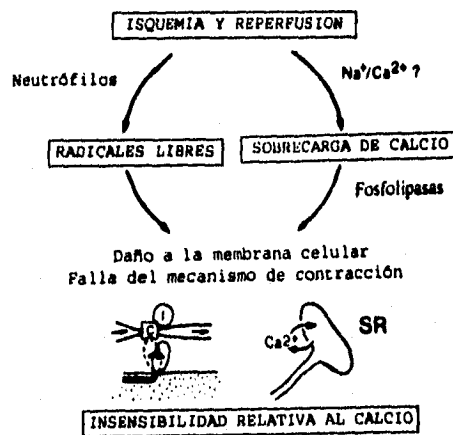 ISQUEMIA Y REPERFUSION
Neutrófilos
Na⁺/Ca²⁺ ?
RADICALES LIBRES
SOBRECARGA DE CALCIO
Fosfolipasas
Daño a la membrana celular
Falla del mecanismo de contracción
C
I
Ca²⁺
SR
INSENSIBILIDAD RELATIVA AL CALCIO